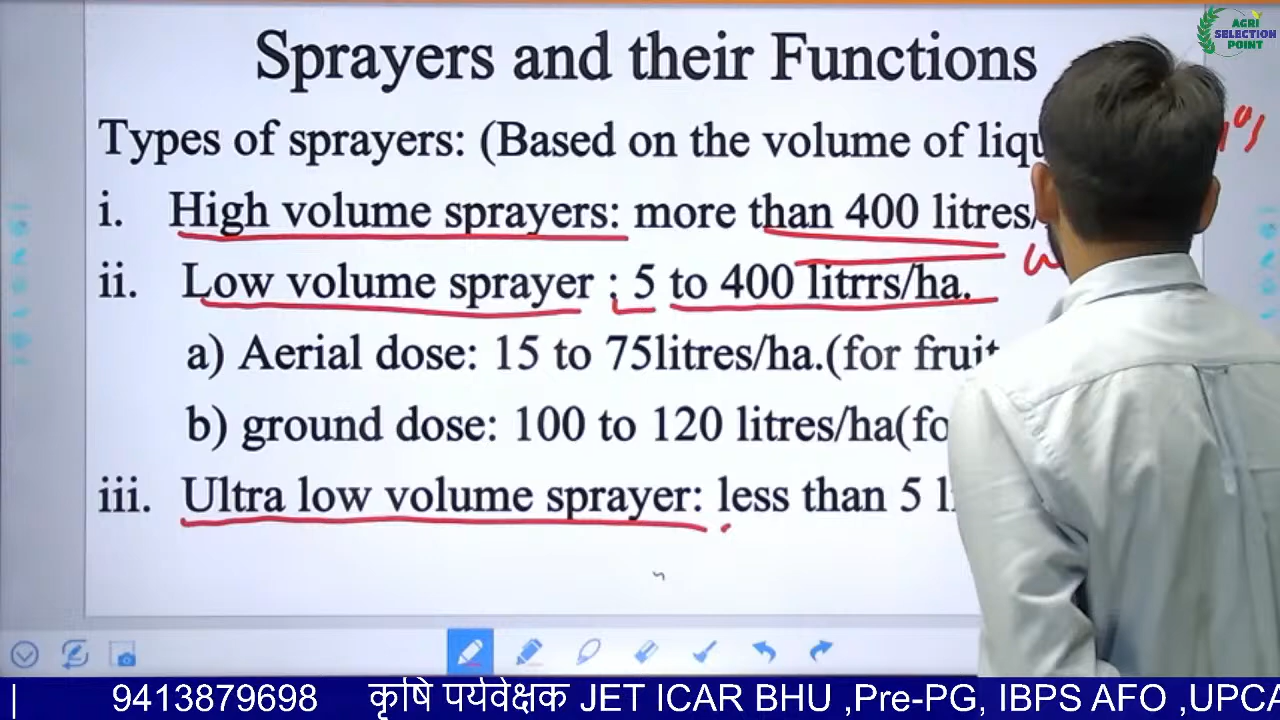 AGRI
SELECTION
POINT
Sprayers and their Functions
Types of sprayers: (Based on the volume of
i. High volume sprayers: more than 400 litres/
ii. Low volume sprayer : 5 to 400 litrrs/ha.
a) Aerial dose: 15 to 75litres/ha.(for
b) ground dose: 100 to 120 litres/ha(
iii. Ultra low volume sprayer: less than 5
| 9413879698 कृषि पर्यवेक्षक JET ICAR BHU ,Pre-PG, IBPS AFO ,UPCA